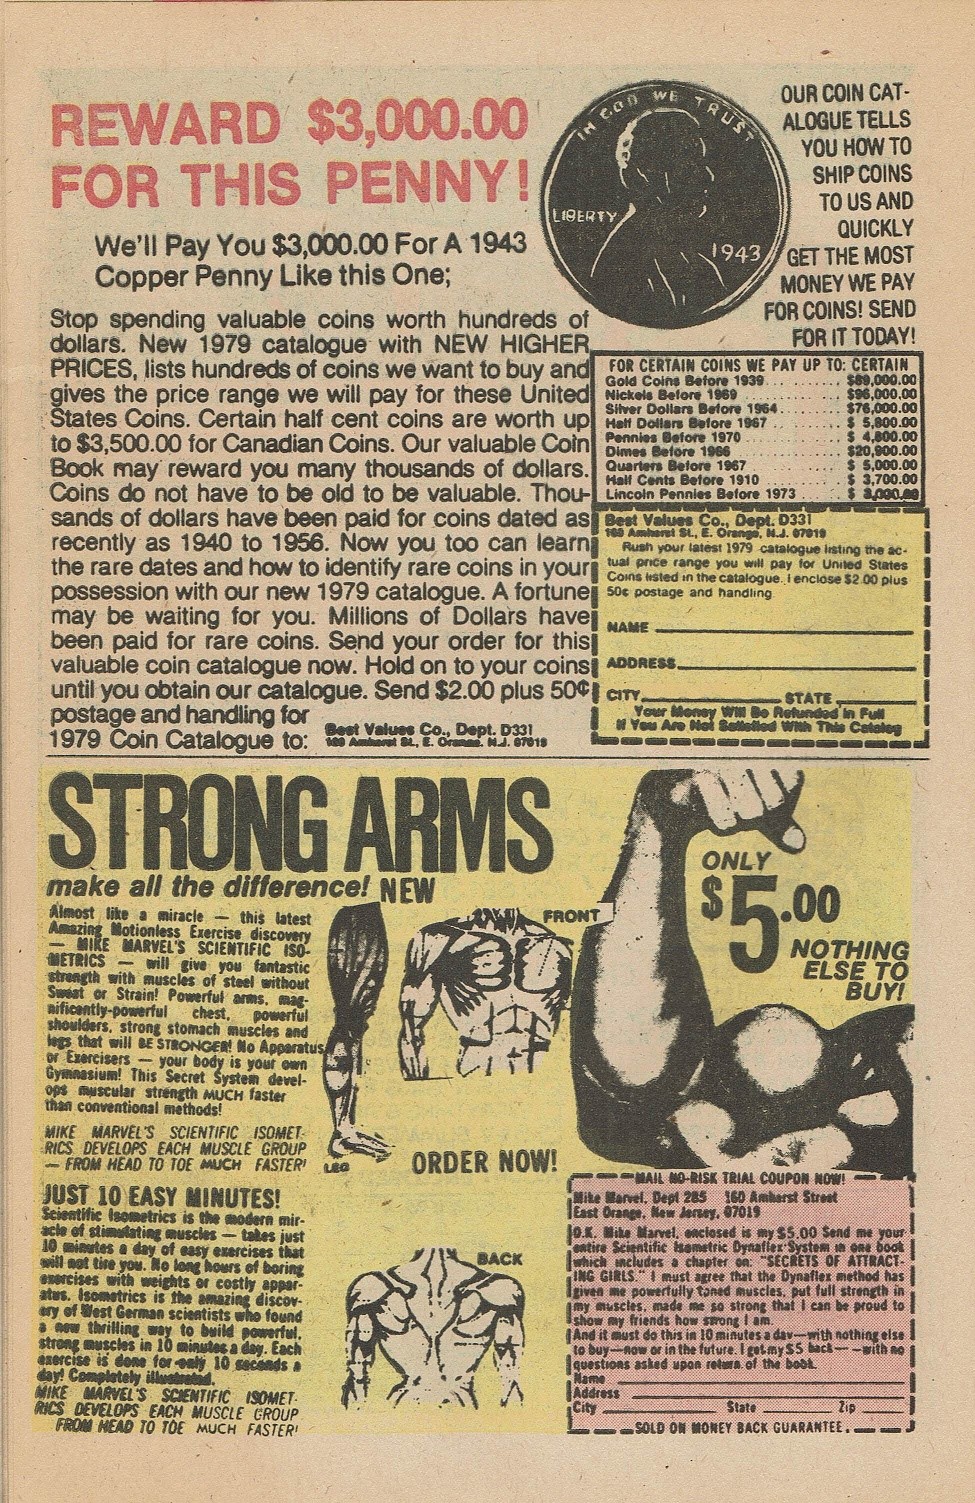 REWARD $3,000.00
FOR THIS PENNY!
We'll Pay You $3,000.00 For A 1943
Copper Penny Like this One;
Stop spending valuable coins worth hundreds of
dollars. New 1979 catalogue with NEW HIGHER
PRICES, lists hundreds of coins we want to buy and
gives the price range we will pay for these United
States Coins. Certain half cent coins are worth up
to $3,500.00 for Canadian Coins. Our valuable Coin
Book may reward you many thousands of dollars.
Coins do not have to be old to be valuable. Thou-
sands of dollars have been paid for coins dated as
recently as 1940 to 1956. Now you too can learn
the rare dates and how to identify rare coins in your
possession with our new 1979 catalogue. A fortune
may be waiting for you. Millions of Dollars have
been paid for rare coins. Send your order for this
valuable coin catalogue now. Hold on to your coins
until you obtain our catalogue. Send $2.00 plus 50¢
postage and handling for
1979 Coin Catalogue to:
Best Values Co., Dept. D331
169 Amherst St., E. Orange, N.J. 07019
IN GOD WE TRUST
LIBERTY
1943
OUR COIN CAT-
ALOGUE TELLS
YOU HOW TO
SHIP COINS
TO US AND
QUICKLY
GET THE MOST
MONEY WE PAY
FOR COINS! SEND
FOR IT TODAY!
FOR CERTAIN COINS WE PAY UP TO: CERTAIN
Gold Coins Before 1939 . . . . . . . . . $89,000.00
Nickels Before 1969 . . . . . . . . . $96,000.00
Silver Dollars Before 1964 . . . . . . . . . $76,000.00
Half Dollars Before 1967 . . . . . . . . . $ 5,800.00
Pennies Before 1970 . . . . . . . . . $ 4,800.00
Dimes Before 1966 . . . . . . . . . $20,900.00
Quarters Before 1967 . . . . . . . . . $ 5,000.00
Half Cents Before 1910 . . . . . . . . . $ 3,700.00
Lincoln Pennies Before 1973 . . . . $ 3,000.00
Best Values Co., Dept. D331
169 Amherst St., E. Orange, N.J. 07019
Rush your latest 1979 catalogue listing the ac-
tual price range you will pay for United States
Coins listed in the catalogue. I enclose $2.00 plus
50¢ postage and handling
NAME
ADDRESS
CITY STATE
Your Money Will Be Refunded In Full
If You Are Not Satisfied With This Catalog
STRONG ARMS
make all the difference! NEW
Almost like a miracle — this latest
Amazing Motionless Exercise discovery
— MIKE MARVEL'S SCIENTIFIC ISO-
METRICS — will give you fantastic
strength with muscles of steel without
Sweat or Strain! Powerful arms, mag-
nificently-powerful chest, powerful
shoulders, strong stomach muscles and
legs that will BE STRONGER! No Apparatus
or Exercisers — your body is your own
Gymnasium! This Secret System devel-
ops muscular strength MUCH faster
than conventional methods!
MIKE MARVEL'S SCIENTIFIC ISOMET-
RICS DEVELOPS EACH MUSCLE GROUP
— FROM HEAD TO TOE MUCH FASTER!
JUST 10 EASY MINUTES!
Scientific Isometrics is the modern mir-
acle of stimulating muscles — takes just
10 minutes a day of easy exercises that
will not tire you. No long hours of boring
exercises with weights or costly appar-
atus. Isometrics is the amazing discov-
ery of West German scientists who found
a new thrilling way to build powerful,
strong muscles in 10 minutes a day. Each
exercise is done for only 10 seconds a
day! Completely illustrated.
MIKE MARVEL'S SCIENTIFIC ISOMET-
RICS DEVELOPS EACH MUSCLE GROUP
FROM HEAD TO TOE MUCH FASTER!
FRONT
LEG
ORDER NOW!
BACK
ONLY
$5.00
NOTHING
ELSE TO
BUY!
MAIL NO-RISK TRIAL COUPON NOW!
Mike Marvel, Dept 285 160 Amharst Street
East Orange, New Jersey, 07019
O.K. Mike Marvel, enclosed is my $5.00 Send me your
entire Scientific Isometric Dynaflex System in one book
which includes a chapter on: "SECRETS OF ATTRACT-
ING GIRLS." I must agree that the Dynaflex method has
given me powerfully toned muscles, put full strength in
my muscles, made me so strong that I can be proud to
show my friends how strong I am.
And it must do this in 10 minutes a day—with nothing else
to buy—now or in the future. I get my $5 back— —with no
questions asked upon return of the book.
Name
Address
City State Zip
SOLD ON MONEY BACK GUARANTEE.